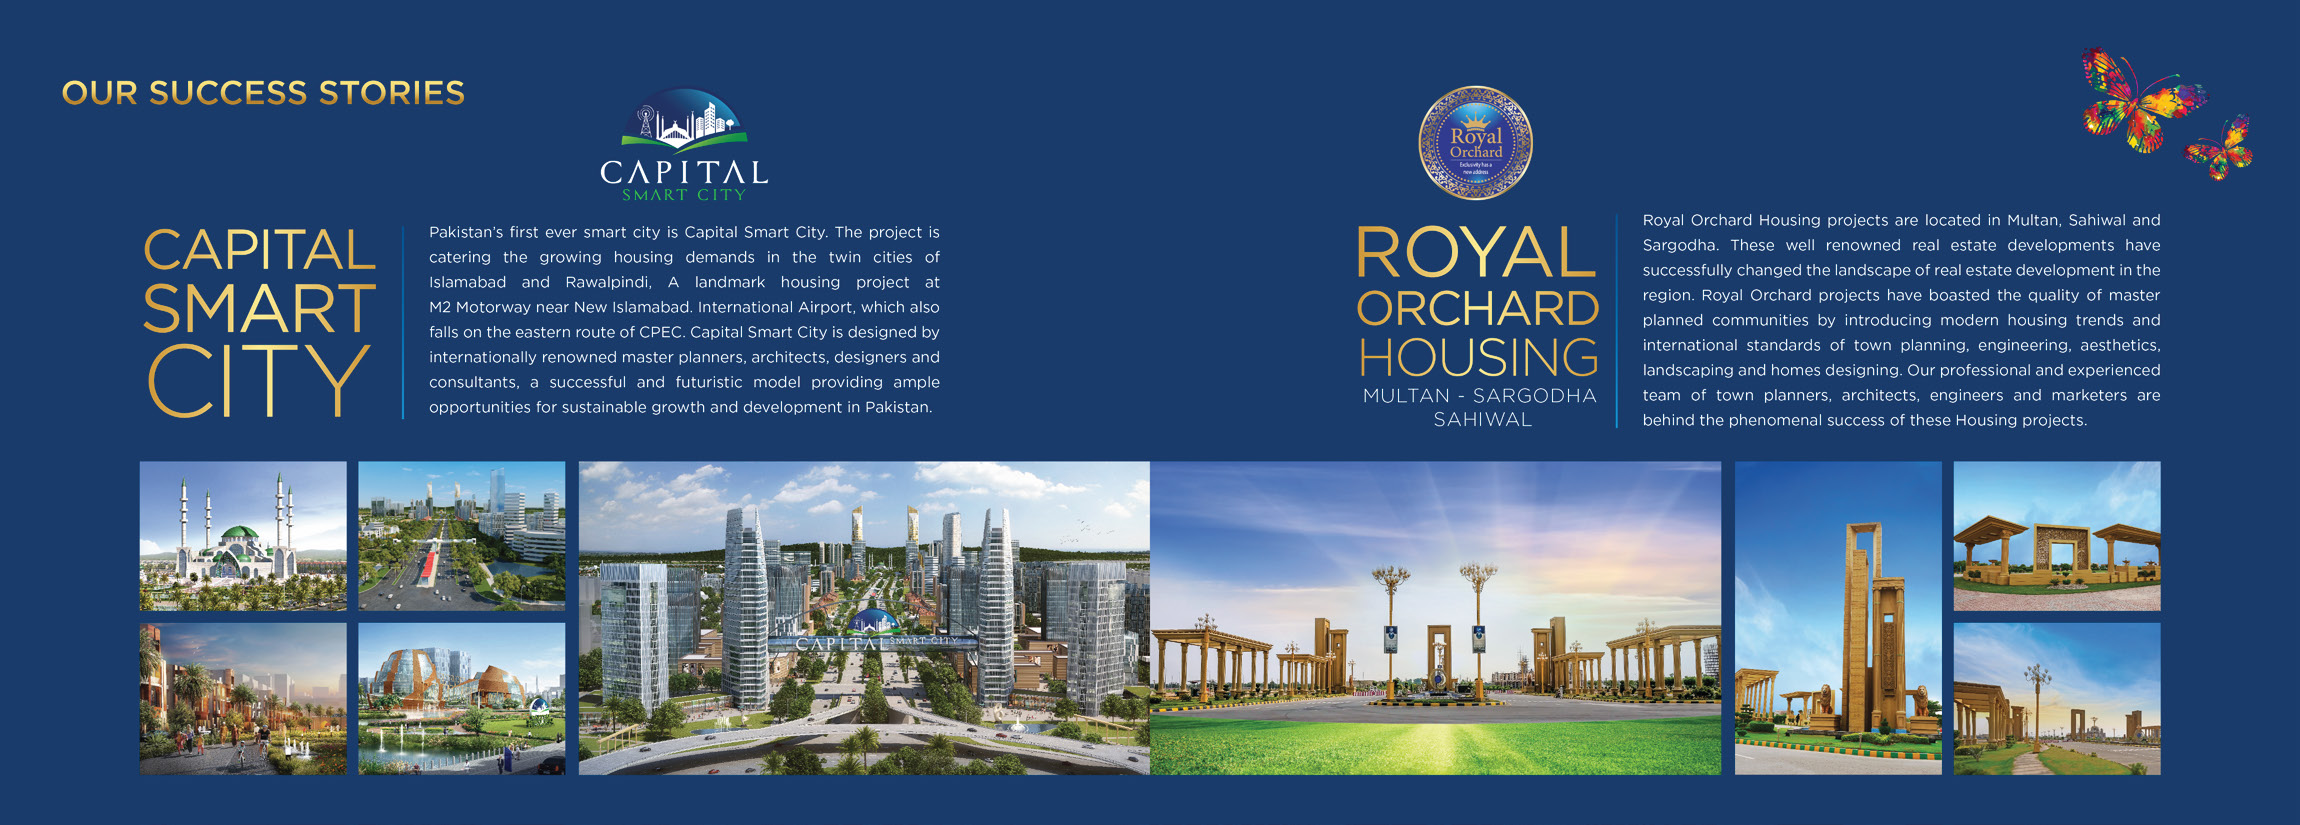 OUR SUCCESS STORIES
CAPITAL
SMART CITY
CAPITAL
SMART
CITY
Pakistan's first ever smart city is Capital Smart City. The project is
catering the growing housing demands in the twin cities of
Islamabad and Rawalpindi, A landmark housing project at
M2 Motorway near New Islamabad. International Airport, which also
falls on the eastern route of CPEC. Capital Smart City is designed by
internationally renowned master planners, architects, designers and
consultants, a successful and futuristic model providing ample
opportunities for sustainable growth and development in Pakistan.
Royal
Orchard
Exclusivity has a
new address
ROYAL
ORCHARD
HOUSING
MULTAN - SARGODHA
SAHIWAL
Royal Orchard Housing projects are located in Multan, Sahiwal and
Sargodha. These well renowned real estate developments have
successfully changed the landscape of real estate development in the
region. Royal Orchard projects have boasted the quality of master
planned communities by introducing modern housing trends and
international standards of town planning, engineering, aesthetics,
landscaping and homes designing. Our professional and experienced
team of town planners, architects, engineers and marketers are
behind the phenomenal success of these Housing projects.
CAPITAL SMART CITY